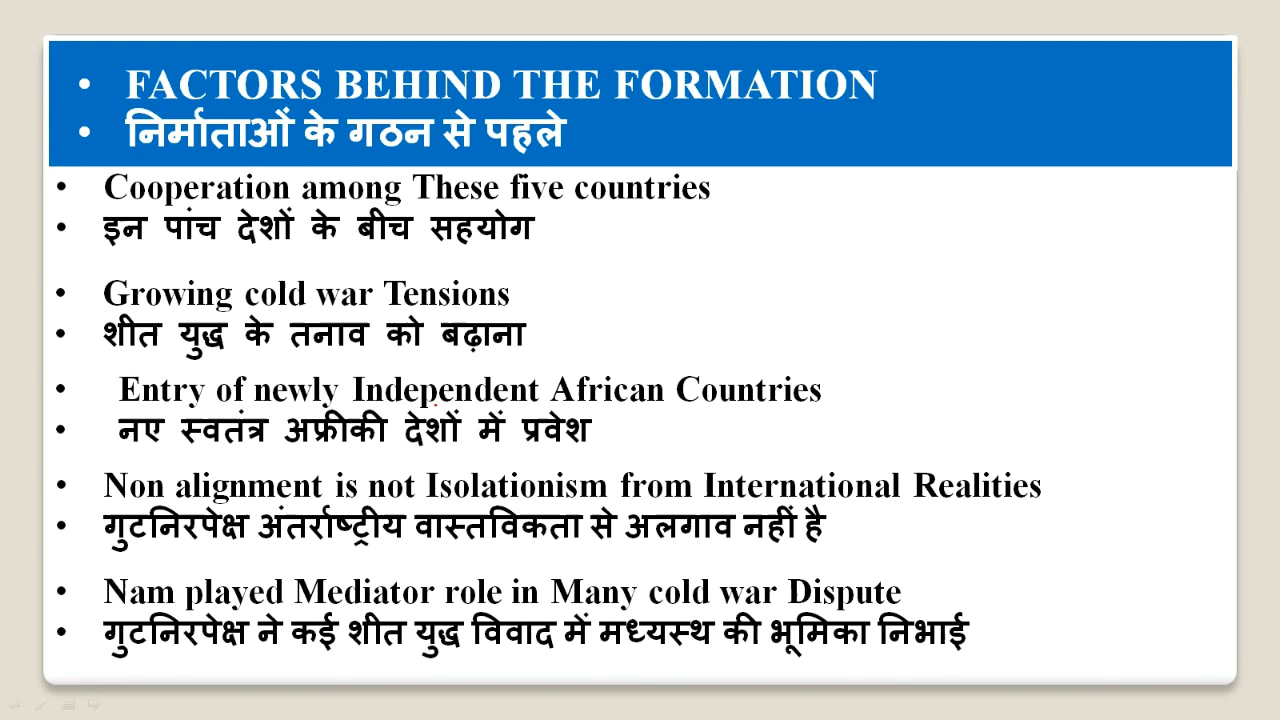 • FACTORS BEHIND THE FORMATION
• निर्माताओं के गठन से पहले
• Cooperation among These five countries
• इन पांच देशों के बीच सहयोग
• Growing cold war Tensions
• शीत युद्ध के तनाव को बढ़ाना
• Entry of newly Independent African Countries
• नए स्वतंत्र अफ्रीकी देशों में प्रवेश
• Non alignment is not Isolationism from International Realities
• गुटनिरपेक्ष अंतर्राष्ट्रीय वास्तविकता से अलगाव नहीं है
• Nam played Mediator role in Many cold war Dispute
• गुटनिरपेक्ष ने कई शीत युद्ध विवाद में मध्यस्थ की भूमिका निभाई